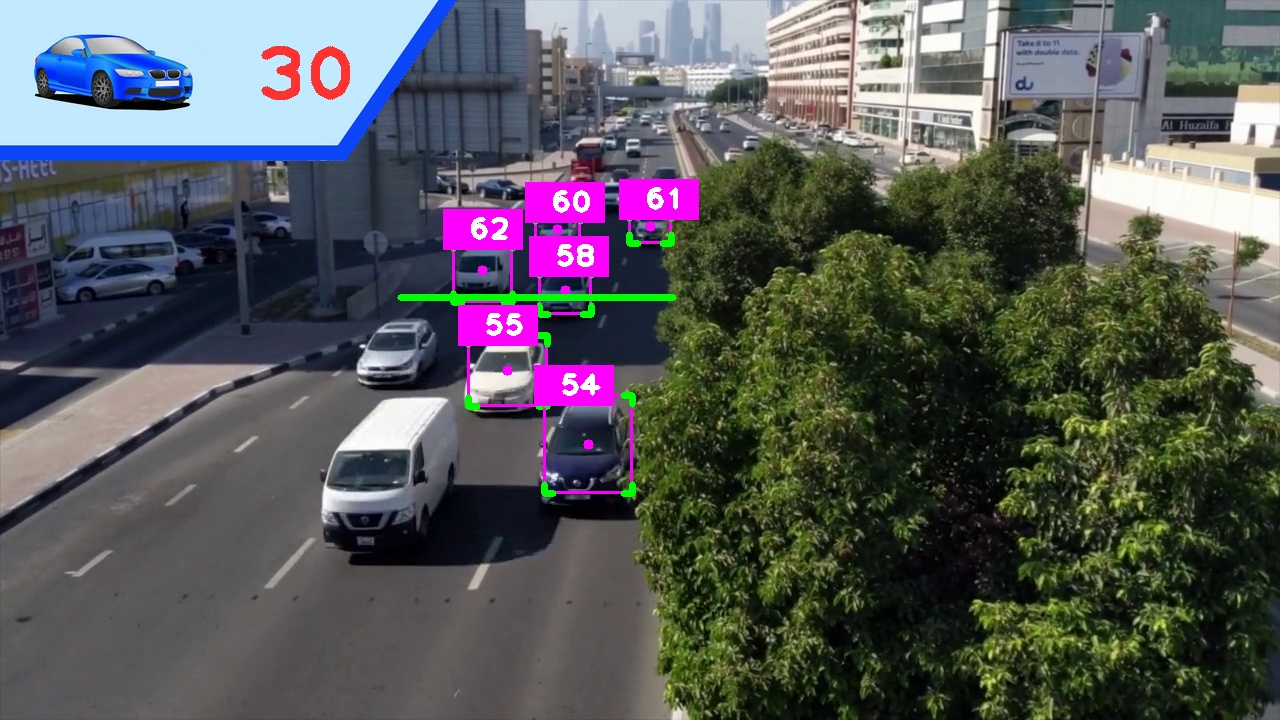 30
S-HEEL
Take it to 11
with double data.
du
Al Huzaifa
60
61
62
58
55
54